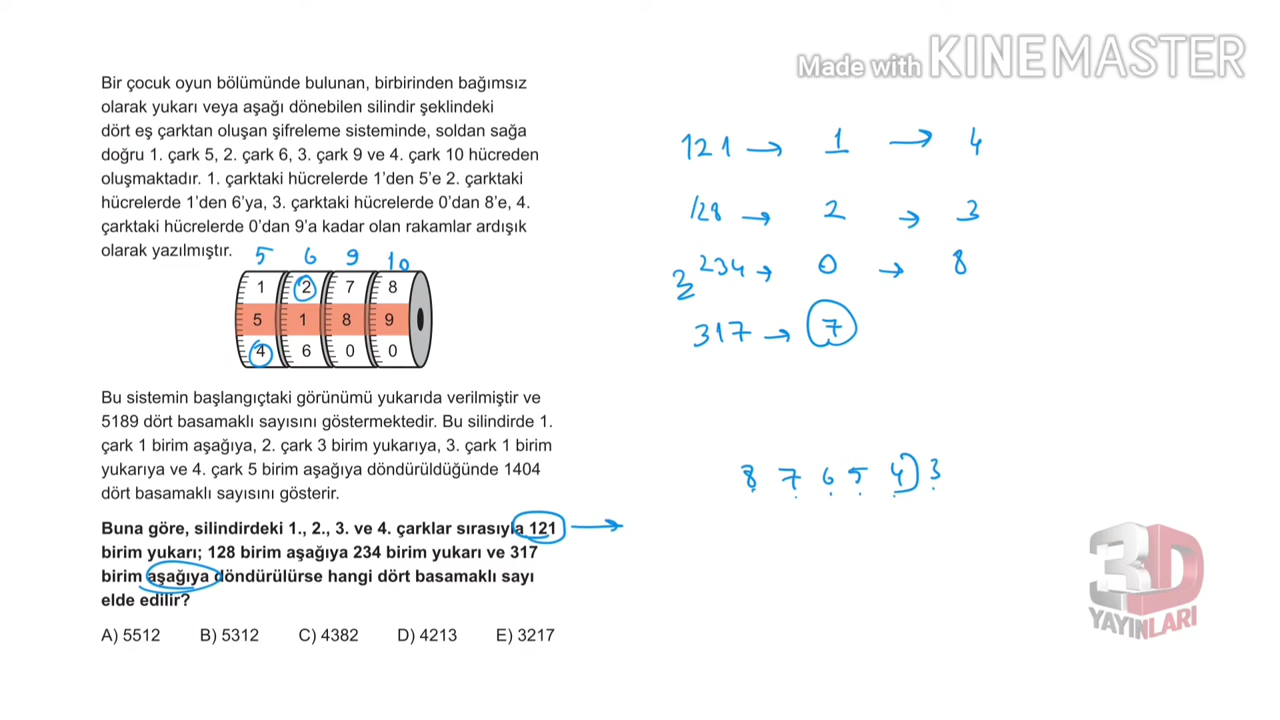 Made with KINEMASTER
Bir çocuk oyun bölümünde bulunan, birbirinden bağımsız
olarak yukarı veya aşağı dönebilen silindir şeklindeki
dört eş çarktan oluşan şifreleme sisteminde, soldan sağa
doğru 1. çark 5, 2. çark 6, 3. çark 9 ve 4. çark 10 hücreden
oluşmaktadır. 1. çarktaki hücrelerde 1'den 5'e 2. çarktaki
hücrelerde 1'den 6'ya, 3. çarktaki hücrelerde 0'dan 8'e, 4.
çarktaki hücrelerde 0'dan 9'a kadar olan rakamlar ardışık
olarak yazılmıştır.
5 6 9 10
1 2 7 8
5 1 8 9
4 6 0 0
Bu sistemin başlangıçtaki görünümü yukarıda verilmiştir ve
5189 dört basamaklı sayısını göstermektedir. Bu silindirde 1.
çark 1 birim aşağıya, 2. çark 3 birim yukarıya, 3. çark 1 birim
yukarıya ve 4. çark 5 birim aşağıya döndürüldüğünde 1404
dört basamaklı sayısını gösterir.
Buna göre, silindirdeki 1., 2., 3. ve 4. çarklar sırasıyla 121
birim yukarı; 128 birim aşağıya 234 birim yukarı ve 317
birim aşağıya döndürülürse hangi dört basamaklı sayı
elde edilir?
A) 5512 B) 5312 C) 4382 D) 4213 E) 3217
121 → 1 → 4
128 → 2 → 3
234 → 0 → 8
317 → 7
8 7 6 5 4 3
3D
YAYINLARI